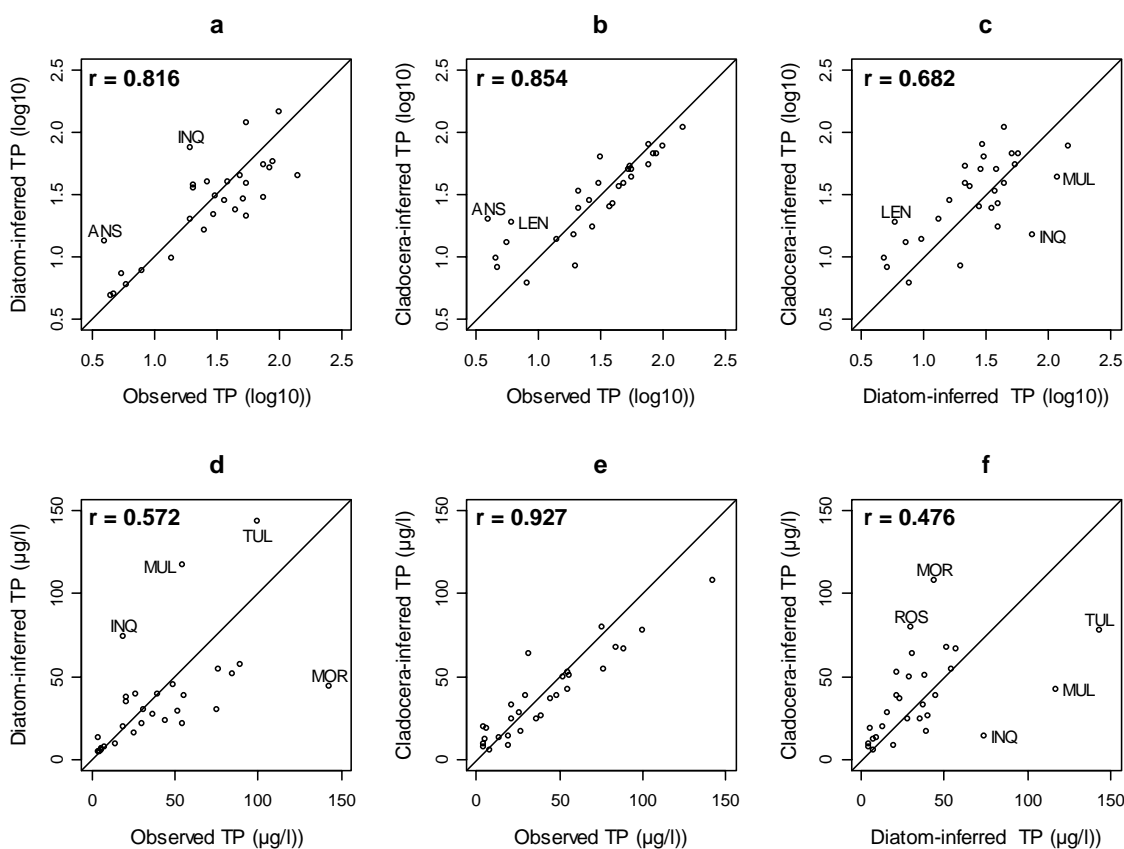 a
r = 0.816
INQ
ANS
Diatom-inferred TP (log10)
0.5 1.0 1.5 2.0 2.5
0.5 1.0 1.5 2.0 2.5
Observed TP (log10))
b
r = 0.854
ANS
LEN
Cladocera-inferred TP (log10)
0.5 1.0 1.5 2.0 2.5
0.5 1.0 1.5 2.0 2.5
Observed TP (log10))
c
r = 0.682
MUL
LEN
INQ
Cladocera-inferred TP (log10)
0.5 1.0 1.5 2.0 2.5
0.5 1.0 1.5 2.0 2.5
Diatom-inferred TP (log10))
d
r = 0.572
TUL
MUL
INQ
MOR
Diatom-inferred TP (µg/l)
0 50 100 150
0 50 100 150
Observed TP (µg/l))
e
r = 0.927
Cladocera-inferred TP (µg/l)
0 50 100 150
0 50 100 150
Observed TP (µg/l))
f
r = 0.476
MOR
ROS
TUL
MUL
INQ
Cladocera-inferred TP (µg/l)
0 50 100 150
0 50 100 150
Diatom-inferred TP (µg/l))